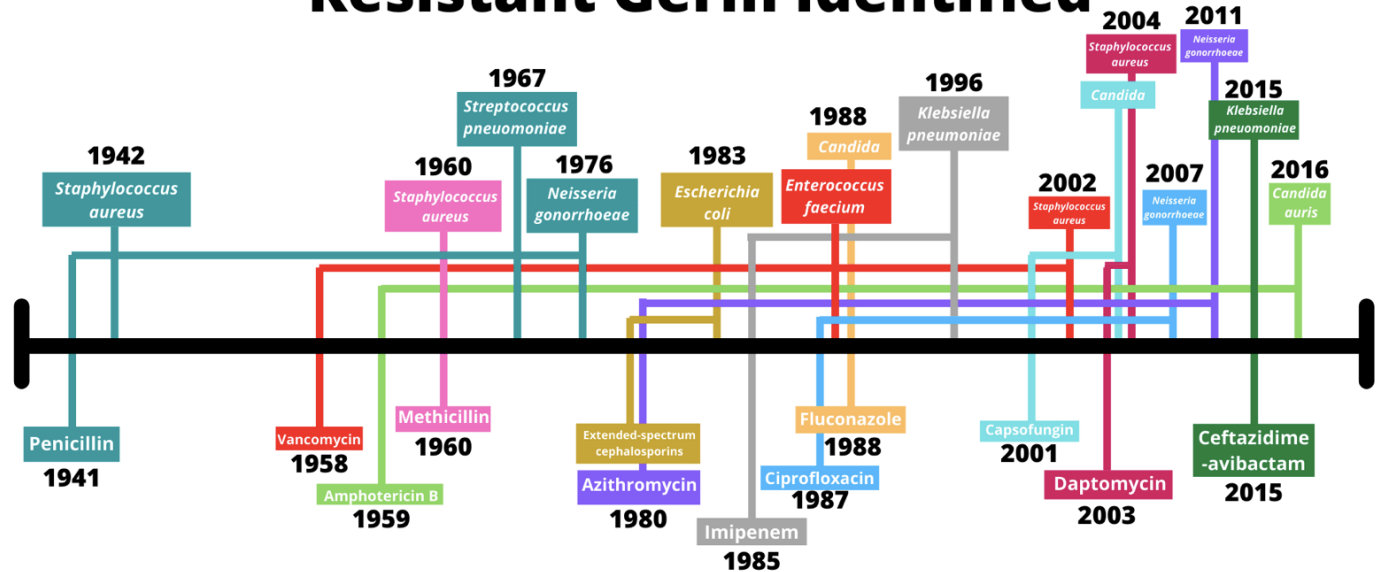 Resistant Germ Identified
2004
2011
Staphylococcus
aureus
Neisseria
gonorrhoeae
1967
1996
2015
Candida
Streptococcus
pneuomoniae
1988
Klebsiella
pneumoniae
Klebsiella
pneuomoniae
1942
1960
1976
1983
Candida
2002
2007
2016
Staphylococcus
aureus
Staphylococcus
aureus
Neisseria
gonorrhoeae
Escherichia
coli
Enterococcus
faecium
Staphylococcus
aureus
Neisseria
gonorrhoeae
Candida
auris
Penicillin
1941
Vancomycin
1958
Amphotericin B
1959
Methicillin
1960
Extended-spectrum
cephalosporins
Azithromycin
1980
Imipenem
1985
Fluconazole
1988
Ciprofloxacin
1987
Capsofungin
2001
Daptomycin
2003
Ceftazidime
-avibactam
2015